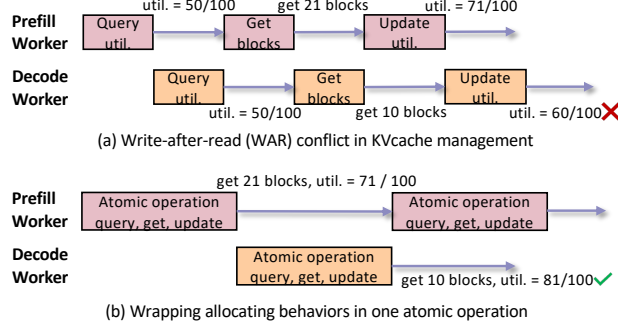 util. = 50/100
get 21 blocks
util. = 71/100
Prefill
Worker
Query
util.
Get
blocks
Update
util.
Decode
Worker
Query
util.
Get
blocks
Update
util.
util. = 50/100
get 10 blocks
util. = 60/100
(a) Write-after-read (WAR) conflict in KVcache management
get 21 blocks, util. = 71 / 100
Prefill
Worker
Atomic operation
query, get, update
Atomic operation
query, get, update
Decode
Worker
Atomic operation
query, get, update
get 10 blocks, util. = 81/100
(b) Wrapping allocating behaviors in one atomic operation